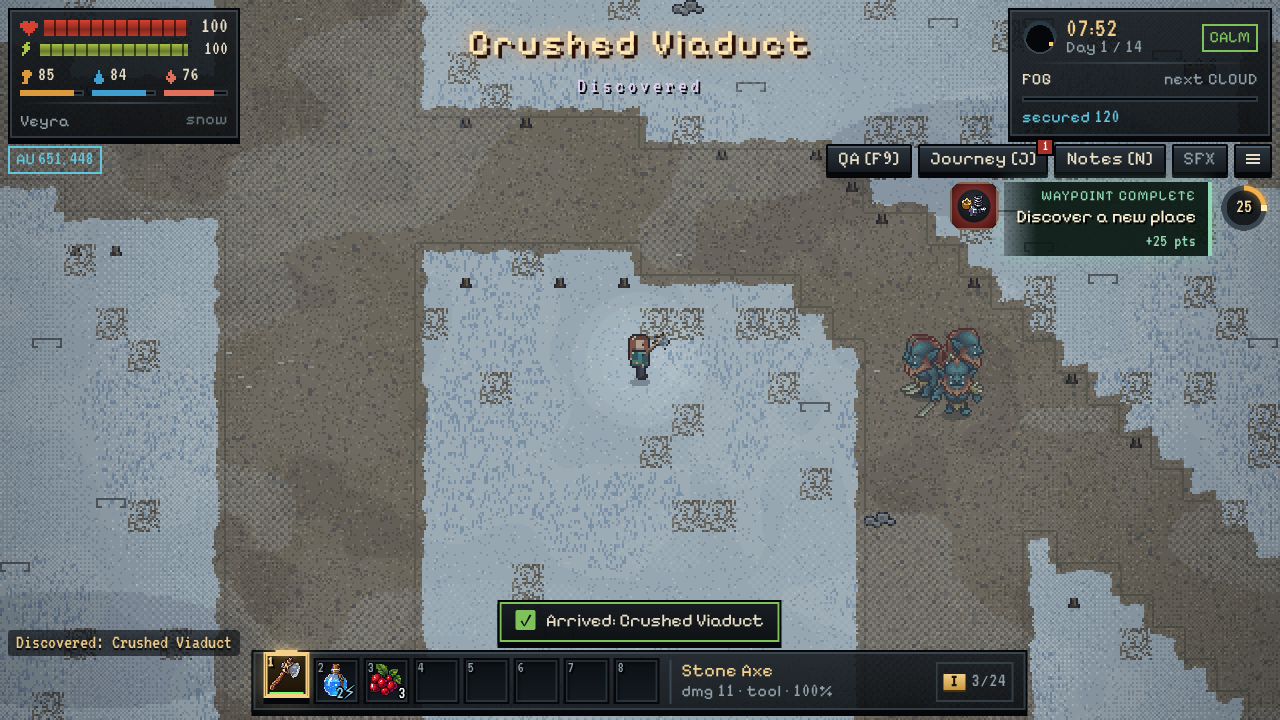 100
100
85 84 76
Veyra snow
AU 651,448
Crushed Viaduct
Discovered
07:52
Day 1 / 14
CALM
FOG next CLOUD
secured 120
QA (F9) Journey (J) 1 Notes (N) SFX
WAYPOINT COMPLETE
Discover a new place
+25 pts
25
✓ Arrived: Crushed Viaduct
Discovered: Crushed Viaduct
1 2 3 4 5 6 7 8
2 3
Stone Axe
dmg 11 · tool · 100%
I 3/24